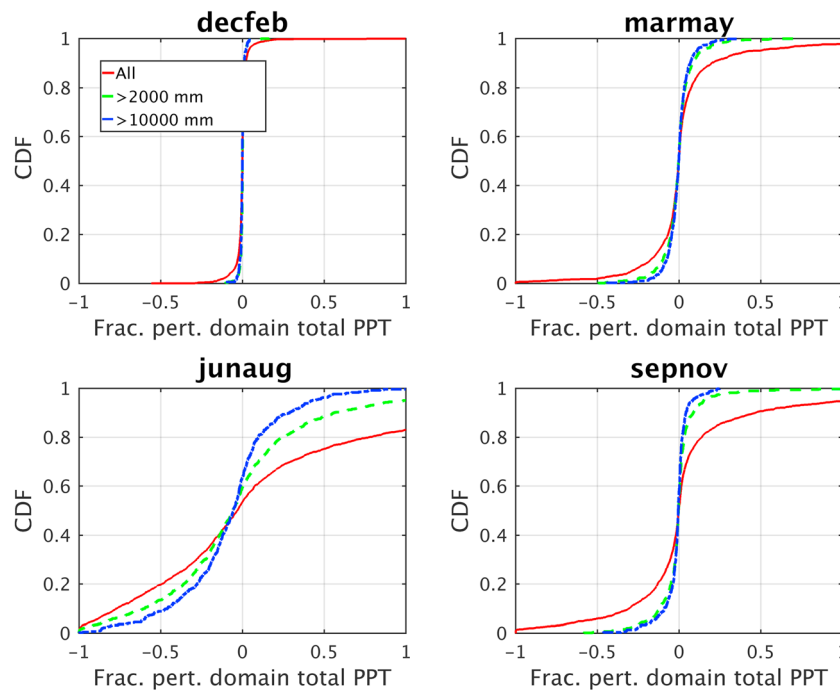 decfeb
1
0.8
0.6
0.4
0.2
0
CDF
All
>2000 mm
>10000 mm
−1
−0.5
0
0.5
1
Frac. pert. domain total PPT
marmay
1
0.8
0.6
0.4
0.2
0
CDF
−1
−0.5
0
0.5
1
Frac. pert. domain total PPT
junaug
1
0.8
0.6
0.4
0.2
0
CDF
−1
−0.5
0
0.5
1
Frac. pert. domain total PPT
sepnov
1
0.8
0.6
0.4
0.2
0
CDF
−1
−0.5
0
0.5
1
Frac. pert. domain total PPT